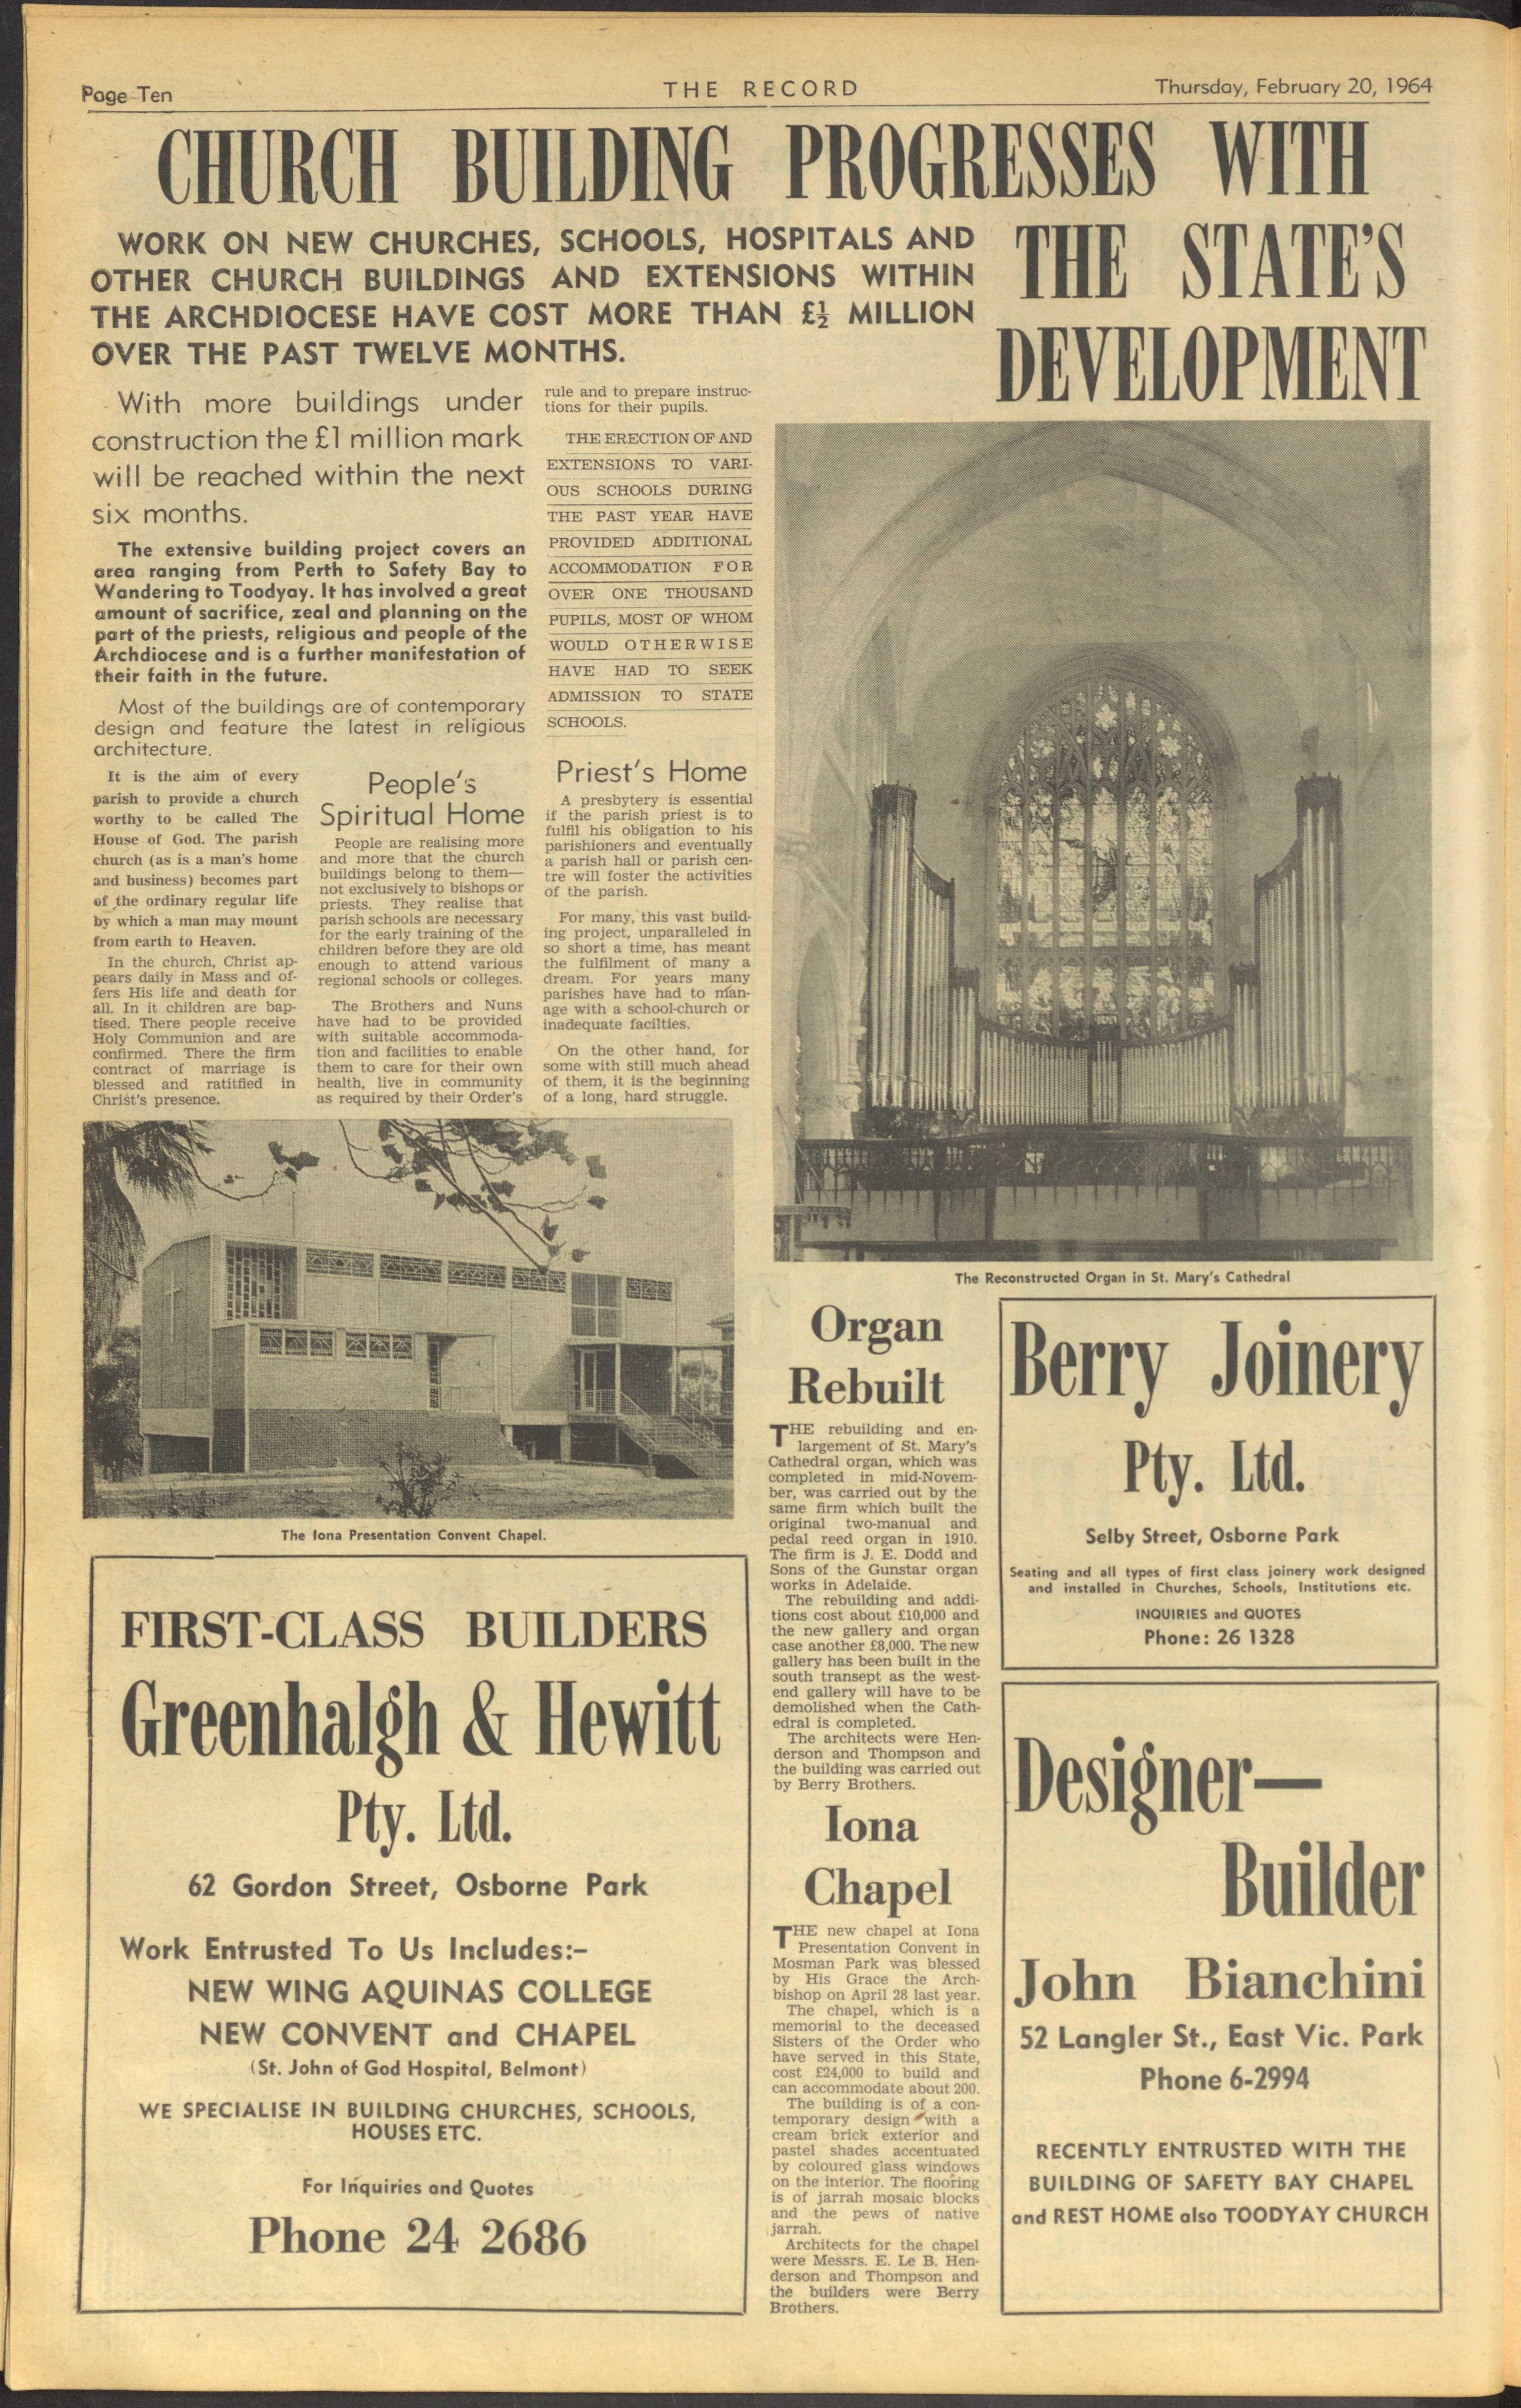 Page Ten
THE RECORD
Thursday, February 20, 1964
CHURCH BUILDING PROGRESSES WITH
THE STATE'S
DEVELOPMENT
WORK ON NEW CHURCHES, SCHOOLS, HOSPITALS AND
OTHER CHURCH BUILDINGS AND EXTENSIONS WITHIN
THE ARCHDIOCESE HAVE COST MORE THAN £½ MILLION
OVER THE PAST TWELVE MONTHS.
With more buildings under
construction the £1 million mark
will be reached within the next
six months.
The extensive building project covers an
area ranging from Perth to Safety Bay to
Wandering to Toodyay. It has involved a great
amount of sacrifice, zeal and planning on the
part of the priests, religious and people of the
Archdiocese and is a further manifestation of
their faith in the future.
Most of the buildings are of contemporary
design and feature the latest in religious
architecture.
It is the aim of every
parish to provide a church
worthy to be called The
House of God. The parish
church (as is a man's home
and business) becomes part
of the ordinary regular life
by which a man may mount
from earth to Heaven.
In the church, Christ ap-
pears daily in Mass and of-
fers His life and death for
all. In it children are bap-
tised. There people receive
Holy Communion and are
confirmed. There the firm
contract of marriage is
blessed and ratitfied in
Christ's presence.
People's
Spiritual Home
People are realising more
and more that the church
buildings belong to them—
not exclusively to bishops or
priests. They realise that
parish schools are necessary
for the early training of the
children before they are old
enough to attend various
regional schools or colleges.
The Brothers and Nuns
have had to be provided
with suitable accommoda-
tion and facilities to enable
them to care for their own
health, live in community
as required by their Order's
rule and to prepare instruc-
tions for their pupils.
THE ERECTION OF AND
EXTENSIONS TO VARI-
OUS SCHOOLS DURING
THE PAST YEAR HAVE
PROVIDED ADDITIONAL
ACCOMMODATION FOR
OVER ONE THOUSAND
PUPILS, MOST OF WHOM
WOULD OTHERWISE
HAVE HAD TO SEEK
ADMISSION TO STATE
SCHOOLS.
Priest's Home
A presbytery is essential
if the parish priest is to
fulfil his obligation to his
parishioners and eventually
a parish hall or parish cen-
tre will foster the activities
of the parish.
For many, this vast build-
ing project, unparalleled in
so short a time, has meant
the fulfilment of many a
dream. For years many
parishes have had to man-
age with a school-church or
inadequate facilties.
On the other hand, for
some with still much ahead
of them, it is the beginning
of a long, hard struggle.
The Reconstructed Organ in St. Mary's Cathedral
The Iona Presentation Convent Chapel.
Organ
Rebuilt
THE rebuilding and en-
largement of St. Mary's
Cathedral organ, which was
completed in mid-Novem-
ber, was carried out by the
same firm which built the
original two-manual and
pedal reed organ in 1910.
The firm is J. E. Dodd and
Sons of the Gunstar organ
works in Adelaide.
The rebuilding and addi-
tions cost about £10,000 and
the new gallery and organ
case another £8,000. The new
gallery has been built in the
south transept as the west-
end gallery will have to be
demolished when the Cath-
edral is completed.
The architects were Hen-
derson and Thompson and
the building was carried out
by Berry Brothers.
Iona
Chapel
THE new chapel at Iona
Presentation Convent in
Mosman Park was blessed
by His Grace the Arch-
bishop on April 28 last year.
The chapel, which is a
memorial to the deceased
Sisters of the Order who
have served in this State,
cost £24,000 to build and
can accommodate about 200.
The building is of a con-
temporary design with a
cream brick exterior and
pastel shades accentuated
by coloured glass windows
on the interior. The flooring
is of jarrah mosaic blocks
and the pews of native
jarrah.
Architects for the chapel
were Messrs. E. Le B. Hen-
derson and Thompson and
the builders were Berry
Brothers.
FIRST-CLASS BUILDERS
Greenhalgh & Hewitt
Pty. Ltd.
62 Gordon Street, Osborne Park
Work Entrusted To Us Includes:-
NEW WING AQUINAS COLLEGE
NEW CONVENT and CHAPEL
(St. John of God Hospital, Belmont)
WE SPECIALISE IN BUILDING CHURCHES, SCHOOLS,
HOUSES ETC.
For Inquiries and Quotes
Phone 24 2686
Berry Joinery
Pty. Ltd.
Selby Street, Osborne Park
Seating and all types of first class joinery work designed
and installed in Churches, Schools, Institutions etc.
INQUIRIES and QUOTES
Phone: 26 1328
Designer—
Builder
John Bianchini
52 Langler St., East Vic. Park
Phone 6-2994
RECENTLY ENTRUSTED WITH THE
BUILDING OF SAFETY BAY CHAPEL
and REST HOME also TOODYAY CHURCH